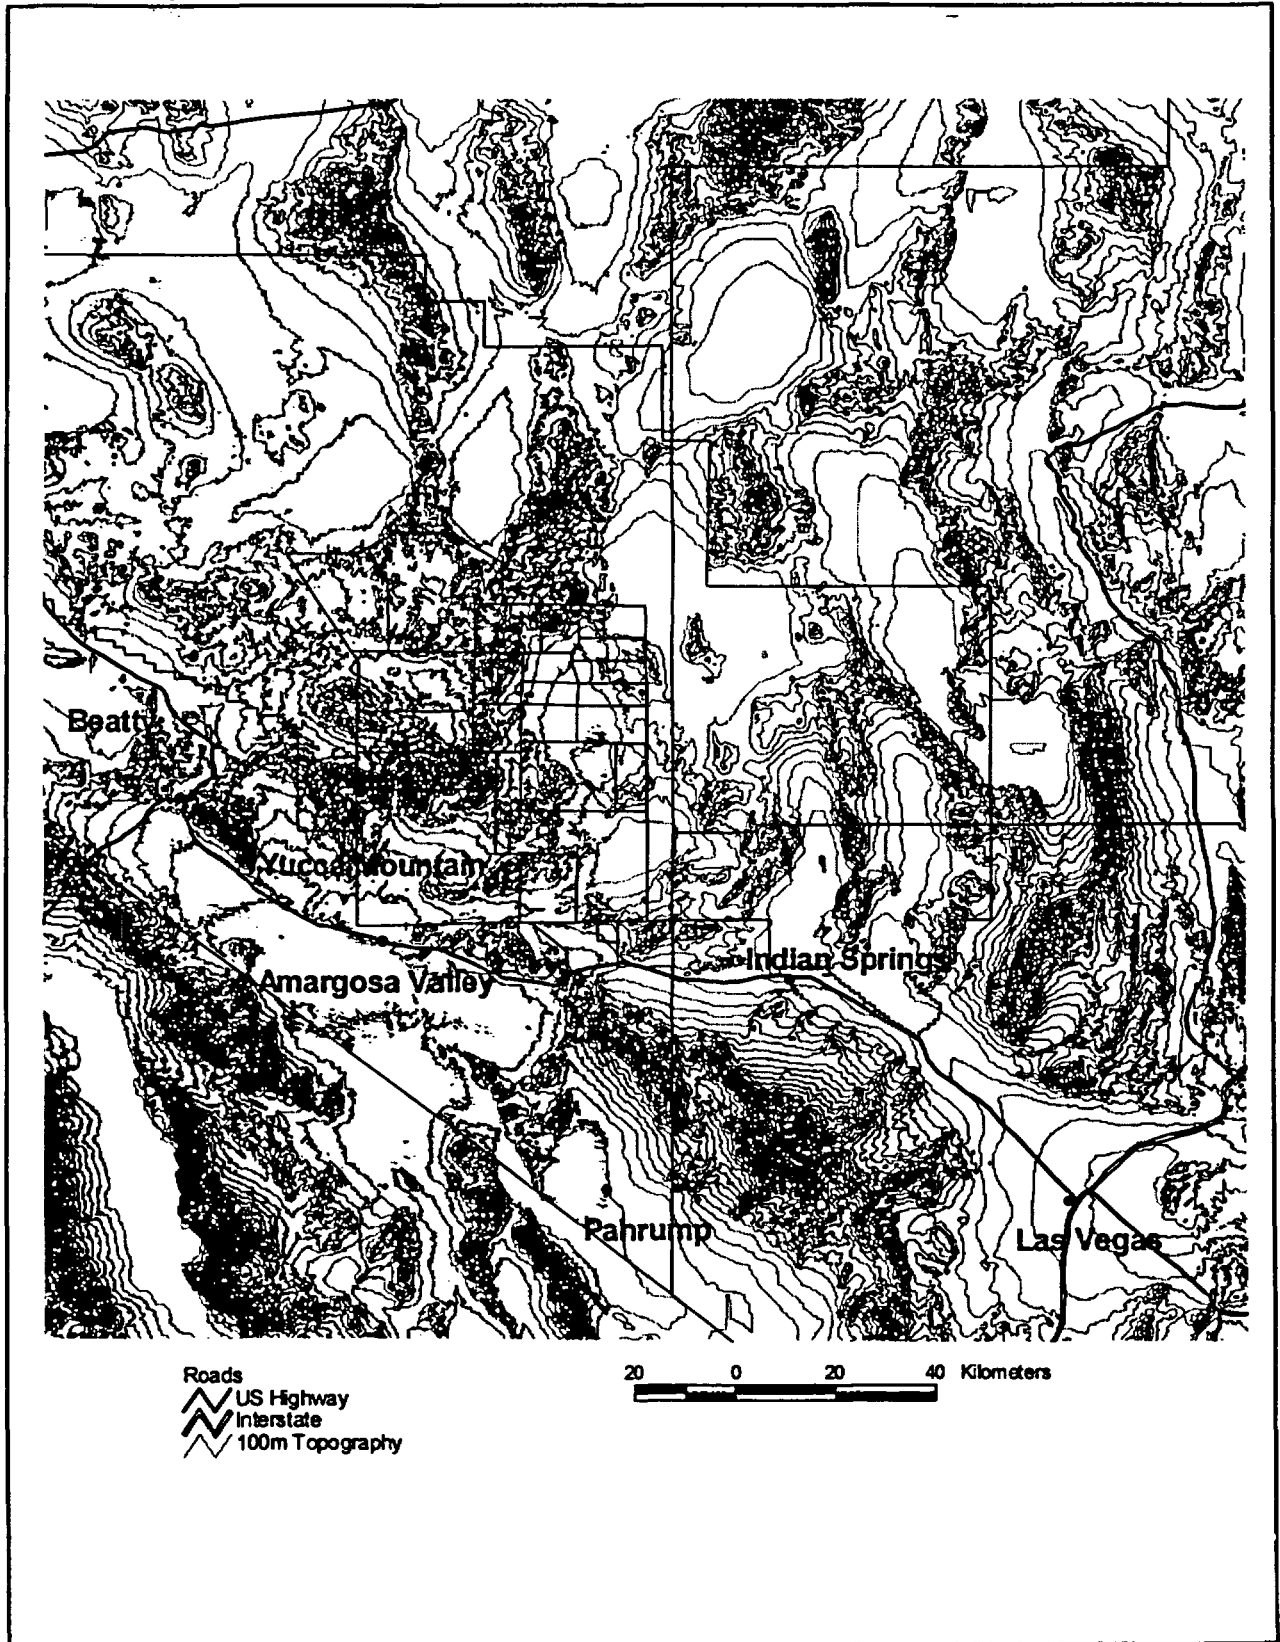 Beatty
Yucca Mountain
Indian Springs
Amargosa Valley
Pahrump
Las Vegas
Roads
US Highway
Interstate
100m Topography
20 0 20 40 Kilometers